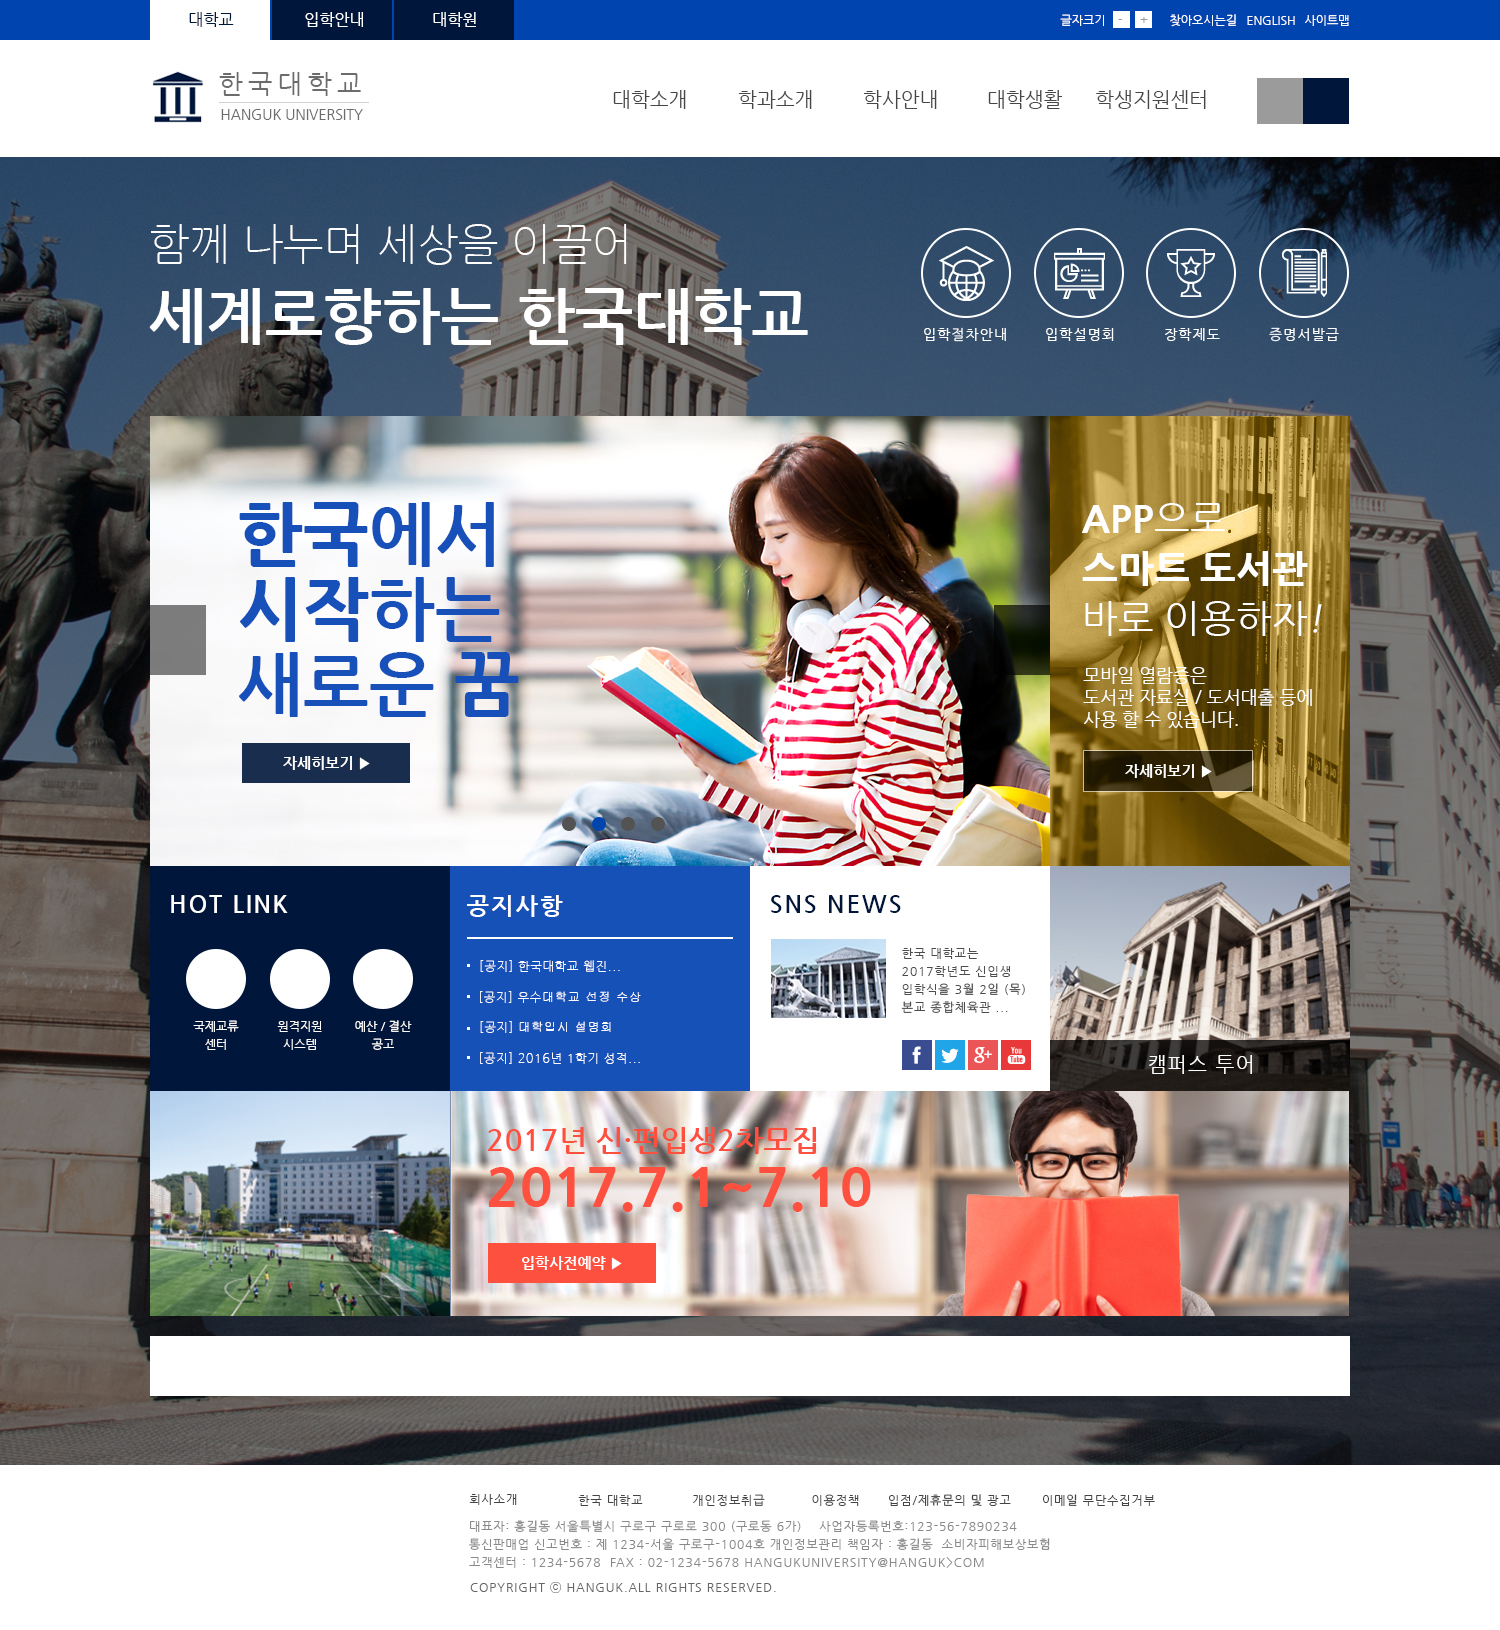 대학교 입학안내 대학원 글자크기 - + 찾아오시는길 ENGLISH 사이트맵
한국대학교
HANGUK UNIVERSITY
대학소개 학과소개 학사안내 대학생활 학생지원센터
함께 나누며 세상을 이끌어
세계로향하는 한국대학교
입학절차안내 입학설명회 장학제도 증명서발급
한국에서
시작하는
새로운 꿈
자세히보기 ▶
APP으로
스마트 도서관
바로 이용하자!
모바일 열람증은
도서관 자료실 / 도서대출 등에
사용 할 수 있습니다.
자세히보기 ▶
HOT LINK
국제교류
센터
원격지원
시스템
예산 / 결산
공고
공지사항
[공지] 한국대학교 웹진...
[공지] 우수대학교 선정 수상
[공지] 대학입시 설명회
[공지] 2016년 1학기 성적...
SNS NEWS
한국 대학교는
2017학년도 신입생
입학식을 3월 2일 (목)
본교 종합체육관 ...
f g+ You Tube
캠퍼스 투어
2017년 신·편입생2차모집
2017.7.1~7.10
입학사전예약 ▶
회사소개 한국 대학교 개인정보취급 이용정책 입점/제휴문의 및 광고 이메일 무단수집거부
대표자: 홍길동 서울특별시 구로구 구로로 300 (구로동 6가) 사업자등록번호:123-56-7890234
통신판매업 신고번호 : 제 1234-서울 구로구-1004호 개인정보관리 책임자 : 홍길동 소비자피해보상보험
고객센터 : 1234-5678 FAX : 02-1234-5678 HANGUKUNIVERSITY@HANGUK>COM
COPYRIGHT ⓒ HANGUK.ALL RIGHTS RESERVED.